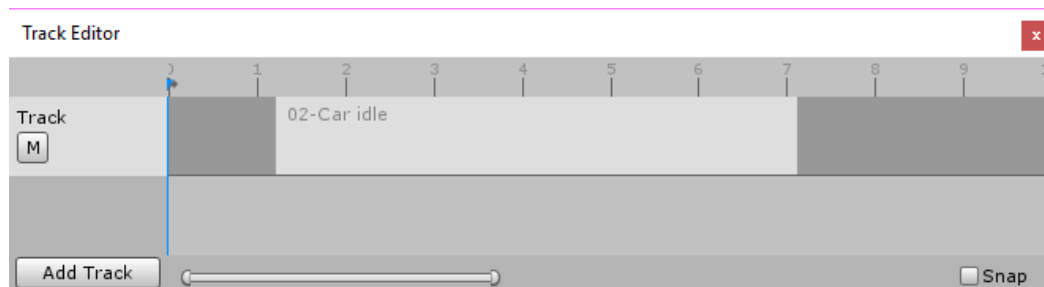 Track Editor
x
0 1 2 3 4 5 6 7 8 9
Track
02-Car idle
M
Add Track
Snap